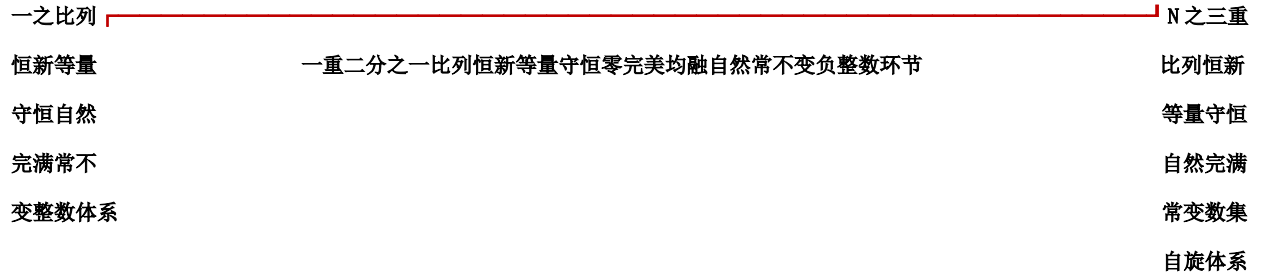 一之比列
N之三重
恒新等量
一重二分之一比列恒新等量守恒零完美均融自然常不变负整数环节
比列恒新
守恒自然
等量守恒
完满常不
自然完满
变整数体系
常变数集
自旋体系